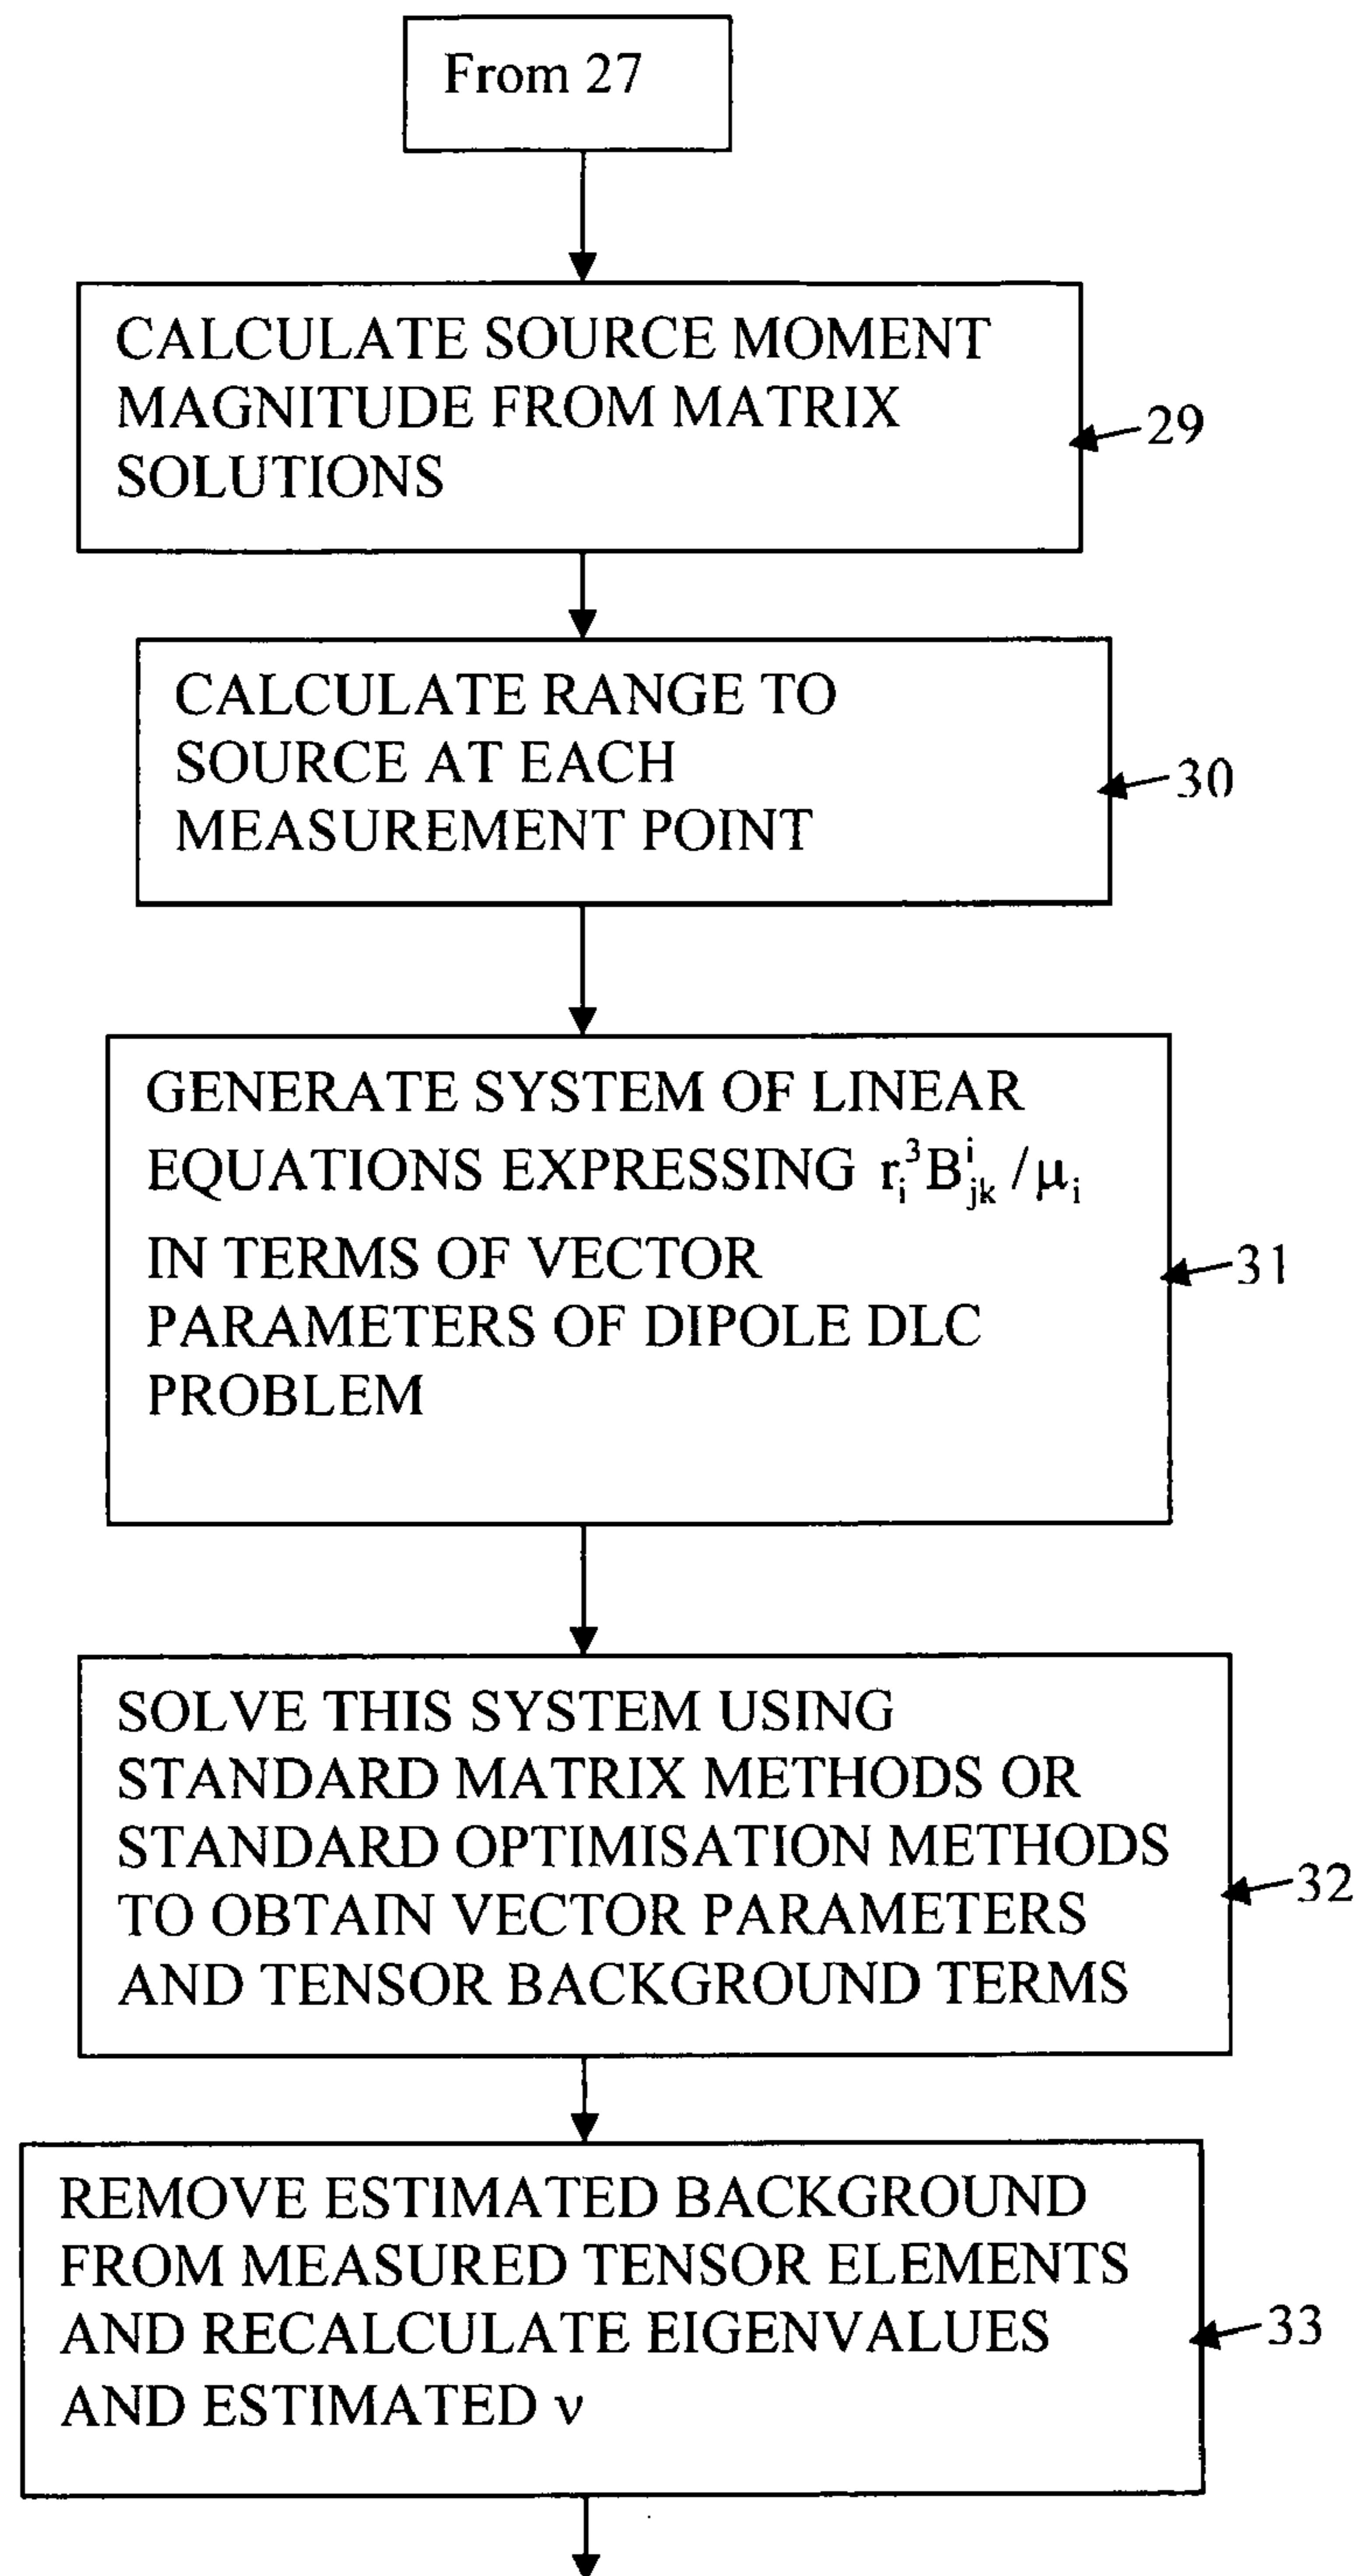 From 27
CALCULATE SOURCE MOMENT
MAGNITUDE FROM MATRIX
SOLUTIONS
29
CALCULATE RANGE TO
SOURCE AT EACH
MEASUREMENT POINT
30
GENERATE SYSTEM OF LINEAR
EQUATIONS EXPRESSING r_i^3 B_{jk}^i / μ_i
IN TERMS OF VECTOR
PARAMETERS OF DIPOLE DLC
PROBLEM
31
SOLVE THIS SYSTEM USING
STANDARD MATRIX METHODS OR
STANDARD OPTIMISATION METHODS
TO OBTAIN VECTOR PARAMETERS
AND TENSOR BACKGROUND TERMS
32
REMOVE ESTIMATED BACKGROUND
FROM MEASURED TENSOR ELEMENTS
AND RECALCULATE EIGENVALUES
AND ESTIMATED ν
33